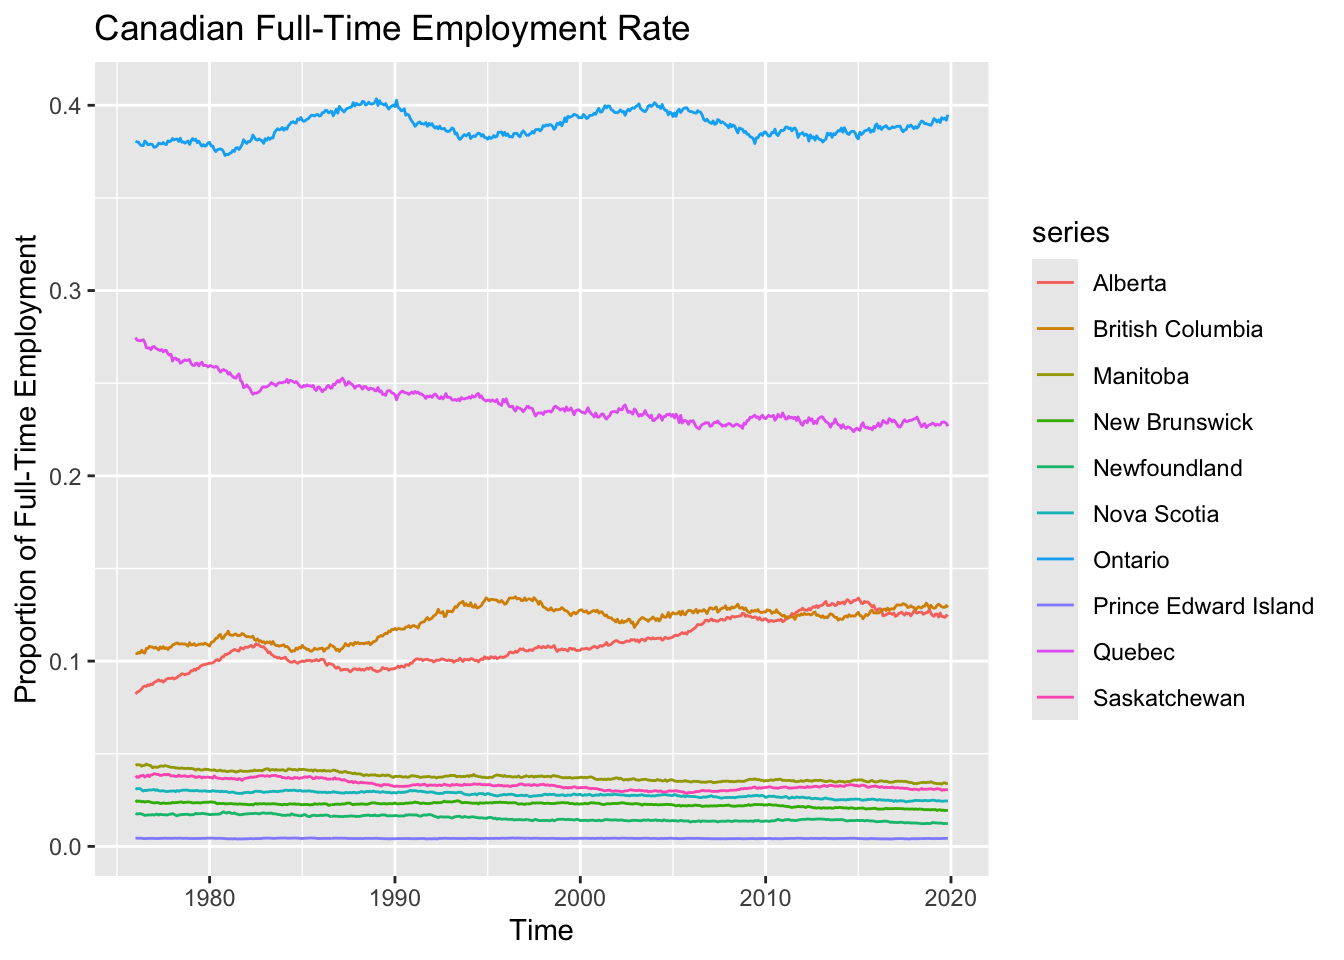 Canadian Full-Time Employment Rate
Proportion of Full-Time Employment
0.4
0.3
0.2
0.1
0.0
1980
1990
2000
2010
2020
Time
series
Alberta
British Columbia
Manitoba
New Brunswick
Newfoundland
Nova Scotia
Ontario
Prince Edward Island
Quebec
Saskatchewan